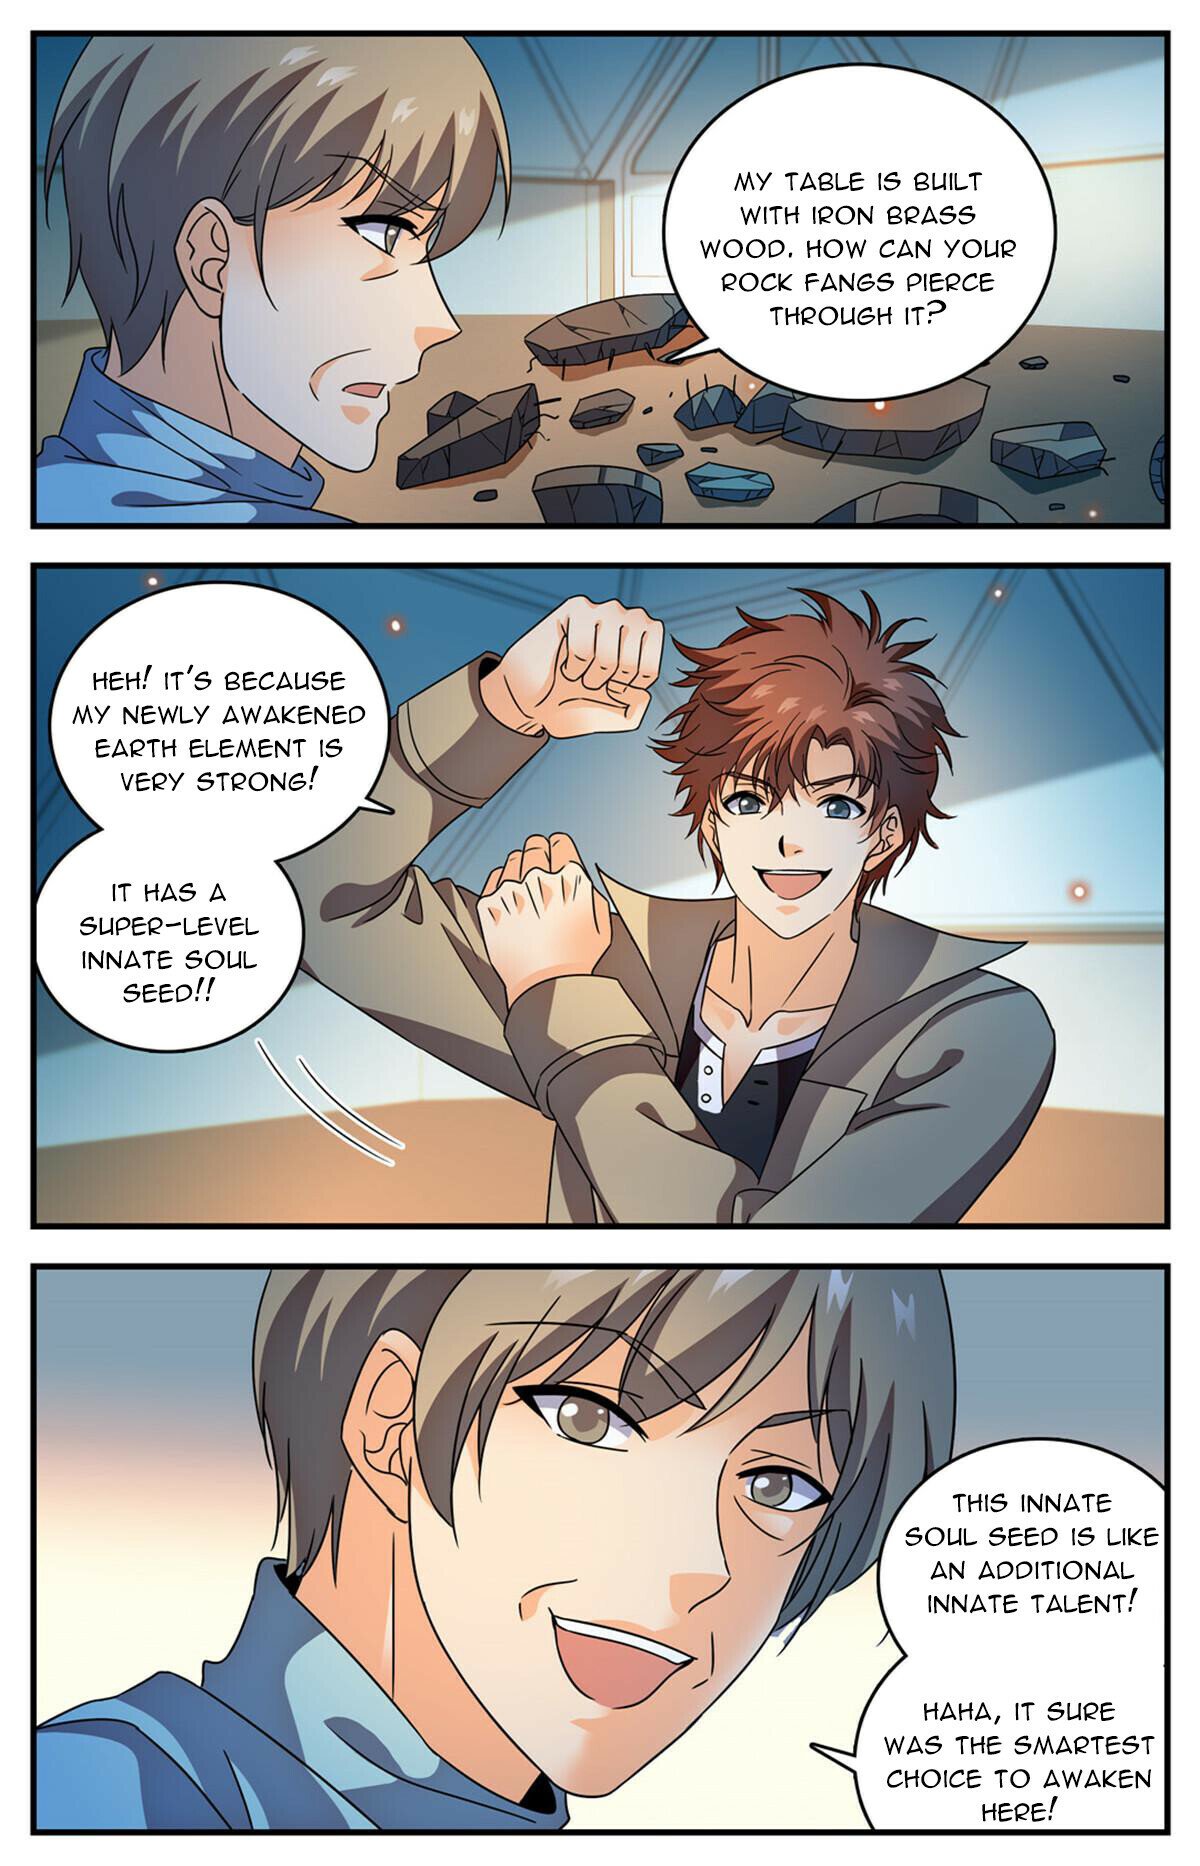 MY TABLE IS BUILT
WITH IRON BRASS
WOOD. HOW CAN YOUR
ROCK FANGS PIERCE
THROUGH IT?
HEH! IT'S BECAUSE
MY NEWLY AWAKENED
EARTH ELEMENT IS
VERY STRONG!
IT HAS A
SUPER-LEVEL
INNATE SOUL
SEED!!
THIS INNATE
SOUL SEED IS LIKE
AN ADDITIONAL
INNATE TALENT!
HAHA, IT SURE
WAS THE SMARTEST
CHOICE TO AWAKEN
HERE!